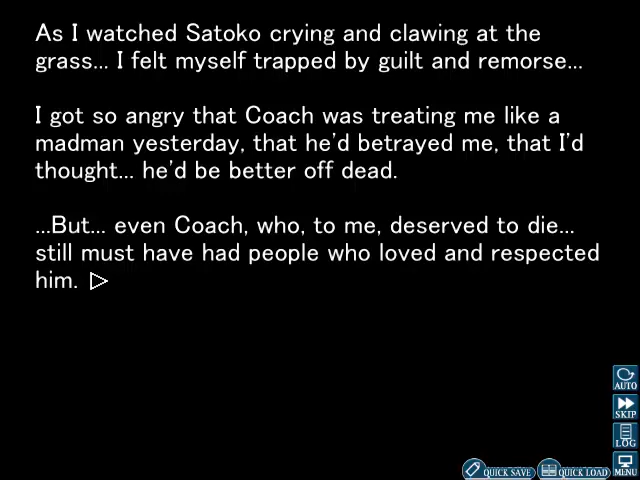 As I watched Satoko crying and clawing at the
grass... I felt myself trapped by guilt and remorse...
I got so angry that Coach was treating me like a
madman yesterday, that he'd betrayed me, that I'd
thought... he'd be better off dead.
...But... even Coach, who, to me, deserved to die...
still must have had people who loved and respected
him.
AUTO
SKIP
LOG
MENU
QUICK SAVE
QUICK LOAD